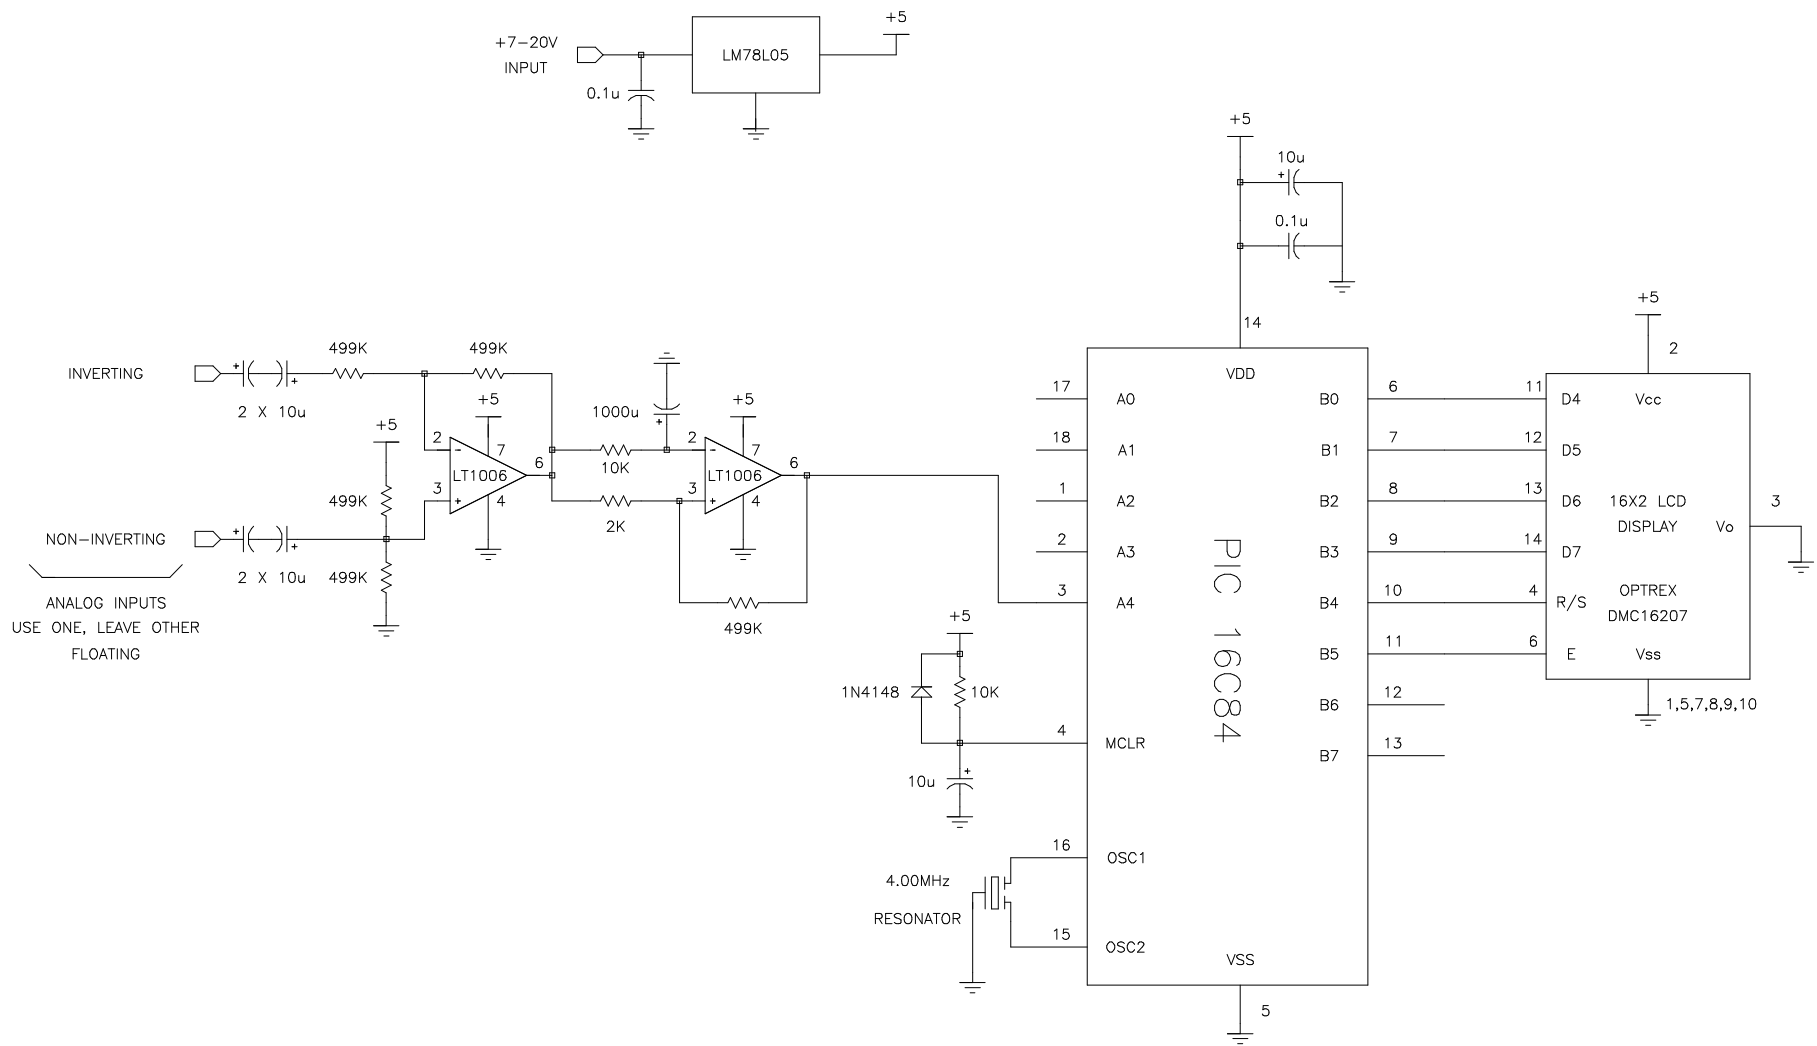 +7-20V
INPUT
0.1u
LM78L05
+5
+5
10u
0.1u
14
INVERTING
2 X 10u
499K
499K
+5
499K
499K
NON-INVERTING
2 X 10u
ANALOG INPUTS
USE ONE, LEAVE OTHER
FLOATING
+5
2
-
7
LT1006
6
3
+
4
1000u
+
10K
2K
+5
2
-
7
LT1006
6
3
+
4
499K
+5
1N4148
10K
10u
+
4.00MHz
RESONATOR
VDD
PIC 16C84
VSS
5
17 A0
18 A1
1 A2
2 A3
3 A4
4 MCLR
16 OSC1
15 OSC2
B0 6
B1 7
B2 8
B3 9
B4 10
B5 11
B6 12
B7 13
+5
2
Vcc
11 D4
12 D5
13 D6
14 D7
4 R/S
6 E
16X2 LCD
DISPLAY
OPTREX
DMC16207
Vo
3
Vss
1,5,7,8,9,10